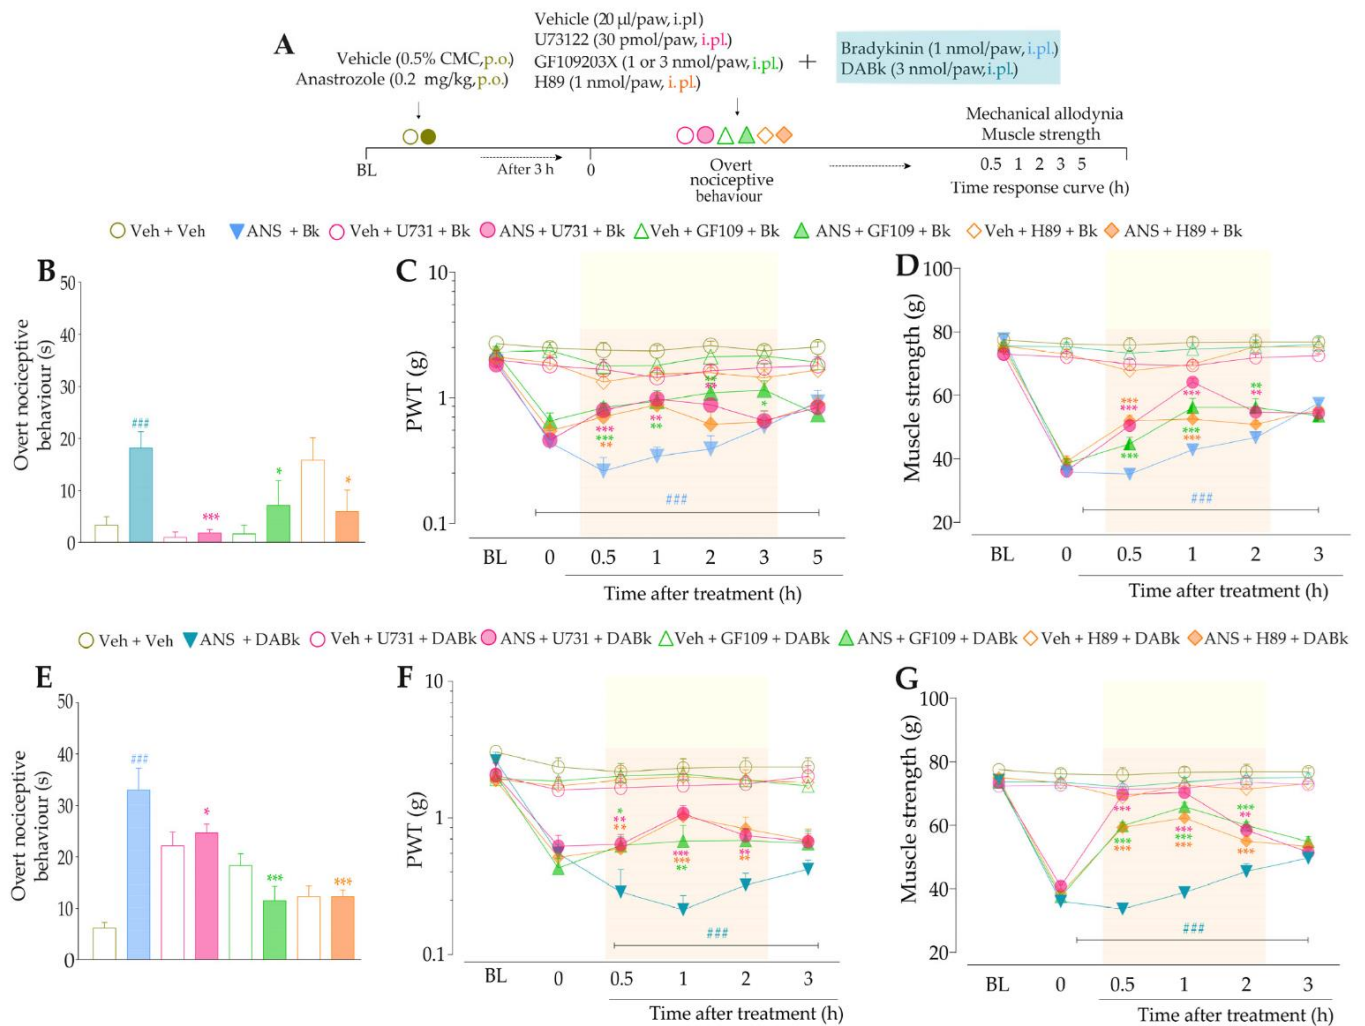 A
Vehicle (0.5% CMC,p.o.)
Anastrozole (0.2 mg/kg,p.o.)
Vehicle (20 µl/paw, i.pl)
U73122 (30 pmol/paw, i.pl.)
GF109203X (1 or 3 nmol/paw, i.pl.)
H89 (1 nmol/paw, i.pl.)
+
Bradykinin (1 nmol/paw, i.pl.)
DABk (3 nmol/paw,i.pl.)
BL
After 3 h
0
Overt
nociceptive
behaviour
Mechanical allodynia
Muscle strength
0.5 1 2 3 5
Time response curve (h)
Veh + Veh ANS + Bk Veh + U731 + Bk ANS + U731 + Bk Veh + GF109 + Bk ANS + GF109 + Bk Veh + H89 + Bk ANS + H89 + Bk
B
Overt nociceptive
behaviour (s)
50
40
30
20
10
0
###
***
*
*
C
PWT (g)
10
1
0.1
**
**
***
***
**
**
**
*
###
BL 0 0.5 1 2 3 5
Time after treatment (h)
D
Muscle strength (g)
100
80
60
40
20
***
***
***
***
***
***
**
**
###
BL 0 0.5 1 2 3
Time after treatment (h)
Veh + Veh ANS + DABk Veh + U731 + DABk ANS + U731 + DABk Veh + GF109 + DABk ANS + GF109 + DABk Veh + H89 + DABk ANS + H89 + DABk
E
Overt nociceptive
behaviour (s)
50
40
30
20
10
0
###
*
***
***
F
PWT (g)
10
1
0.1
*
**
**
***
***
**
**
**
###
BL 0 0.5 1 2 3
Time after treatment (h)
G
Muscle strength (g)
100
80
60
40
20
***
***
***
***
***
***
***
**
***
###
BL 0 0.5 1 2 3
Time after treatment (h)